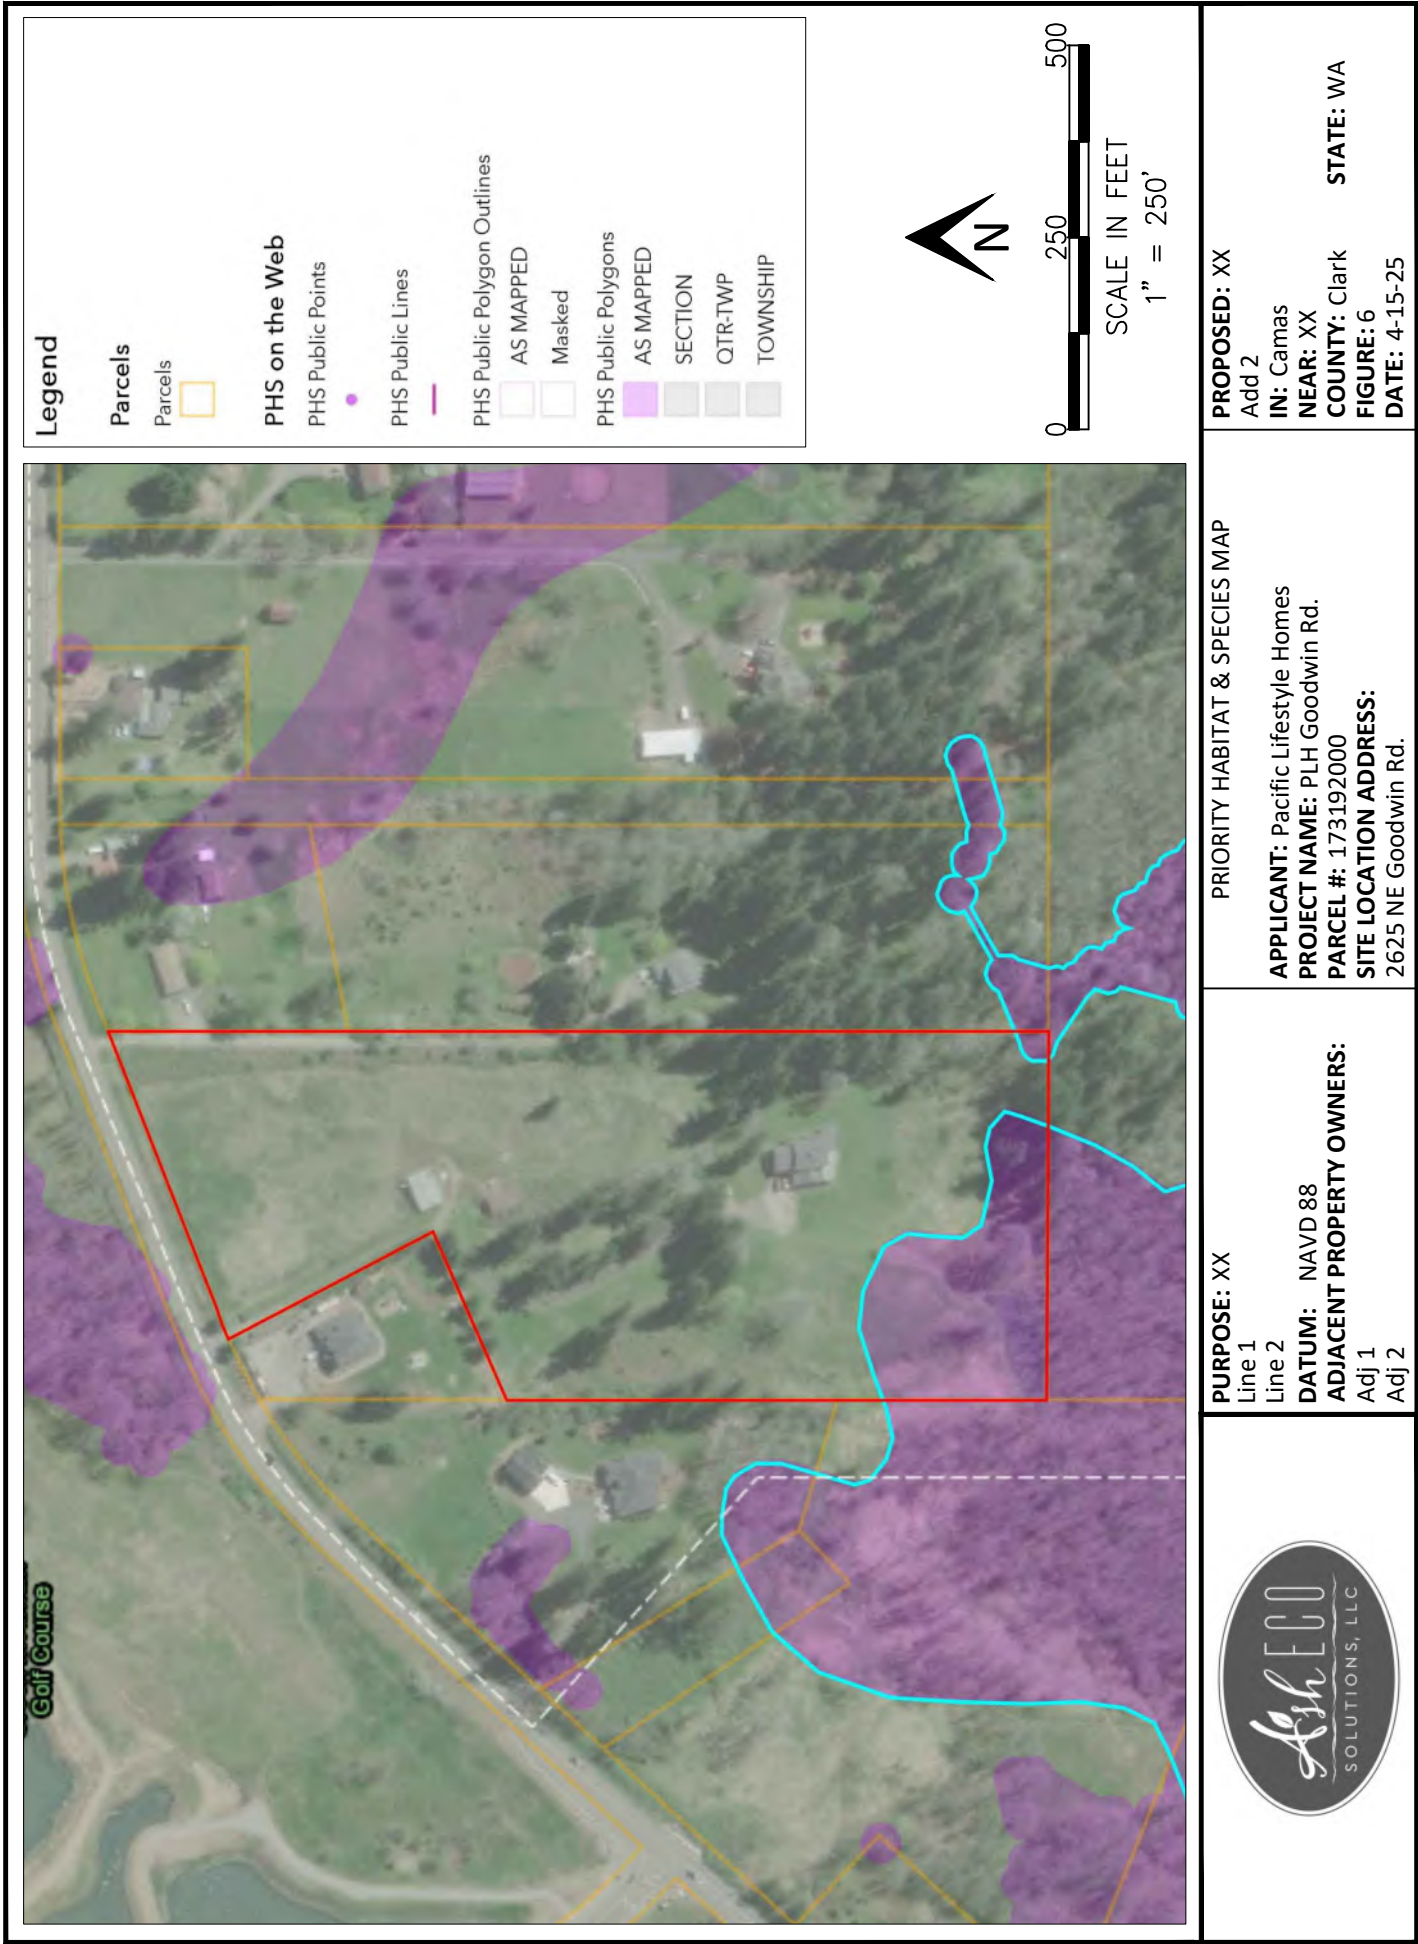 Golf Course
Legend
Parcels
Parcels
PHS on the Web
PHS Public Points
PHS Public Lines
PHS Public Polygon Outlines
AS MAPPED
Masked
PHS Public Polygons
AS MAPPED
SECTION
QTR-TWP
TOWNSHIP
N
0 250 500
SCALE IN FEET
1" = 250'
Ash ECO
SOLUTIONS, LLC
PURPOSE: XX
Line 1
Line 2
DATUM: NAVD 88
ADJACENT PROPERTY OWNERS:
Adj 1
Adj 2
PRIORITY HABITAT & SPECIES MAP
APPLICANT: Pacific Lifestyle Homes
PROJECT NAME: PLH Goodwin Rd.
PARCEL #: 173192000
SITE LOCATION ADDRESS:
2625 NE Goodwin Rd.
PROPOSED: XX
Add 2
IN: Camas
NEAR: XX
COUNTY: Clark STATE: WA
FIGURE: 6
DATE: 4-15-25